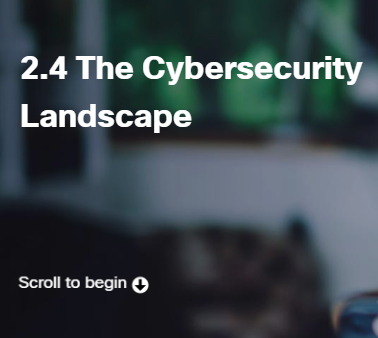 2.4 The Cybersecurity
Landscape
Scroll to begin